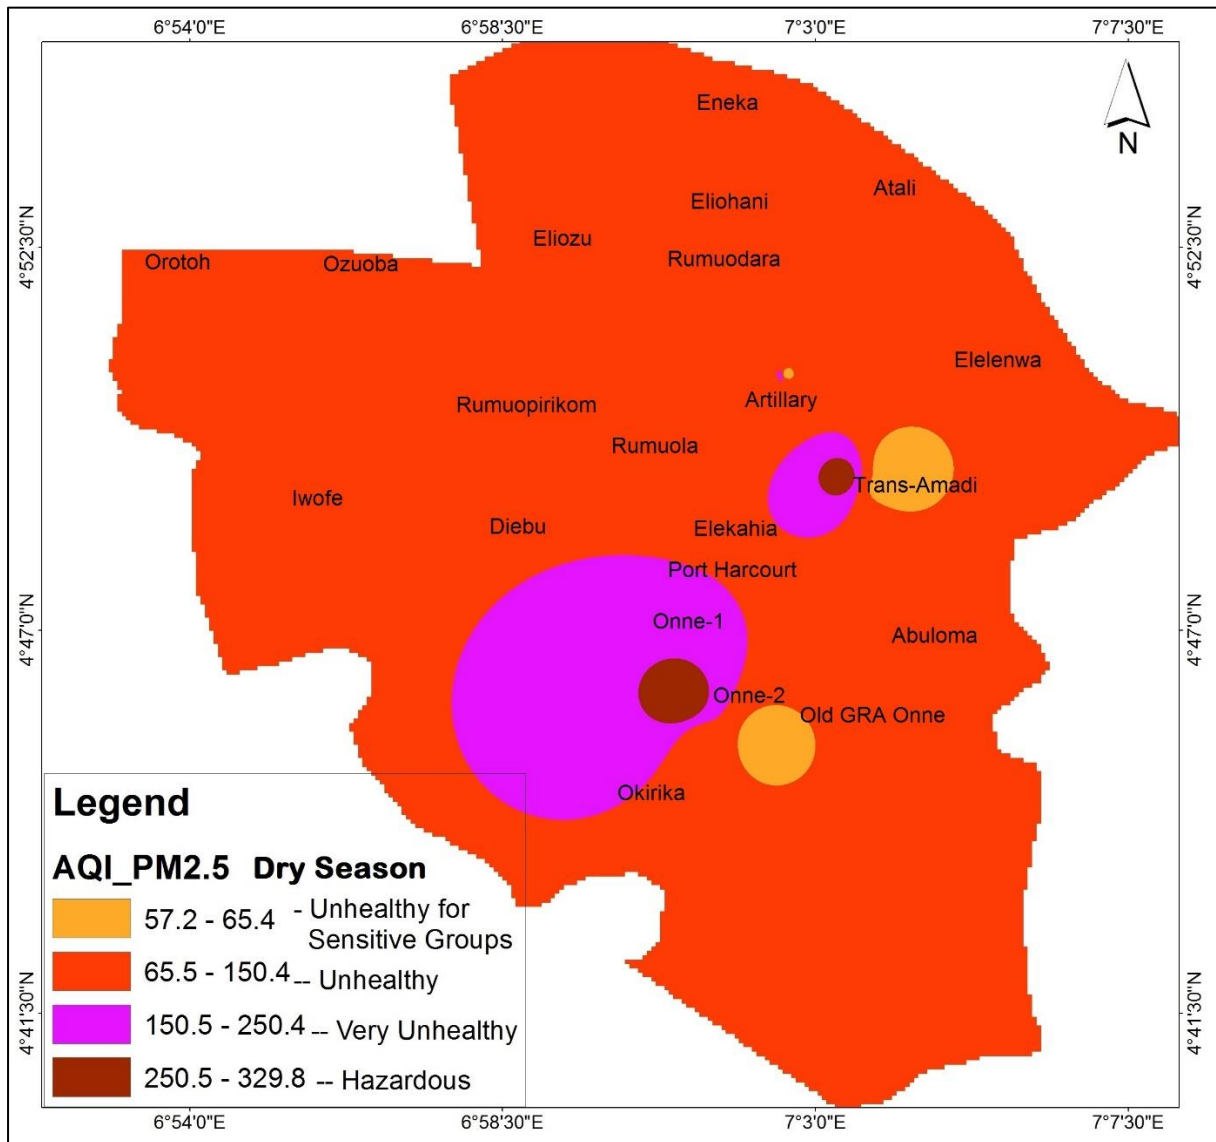 6°54'0"E 6°58'30"E 7°3'0"E 7°7'30"E
Eneka
N
Atali
Eliohani
4°52'30"N
Eliozu
4°52'30"N
Rumuodara
Orotoh
Ozuoba
Elelenwa
Artillary
Rumuopirikom
Rumuola
Trans-Amadi
Iwofe
Diebu
Elekahia
Port Harcourt
Onne-1
4°47'0"N
Abuloma
4°47'0"N
Onne-2
Old GRA Onne
Okirika
Legend
AQI_PM2.5 Dry Season
57.2 - 65.4 - Unhealthy for
Sensitive Groups
65.5 - 150.4 -- Unhealthy
150.5 - 250.4 -- Very Unhealthy
250.5 - 329.8 -- Hazardous
4°41'30"N
4°41'30"N
6°54'0"E 6°58'30"E 7°3'0"E 7°7'30"E